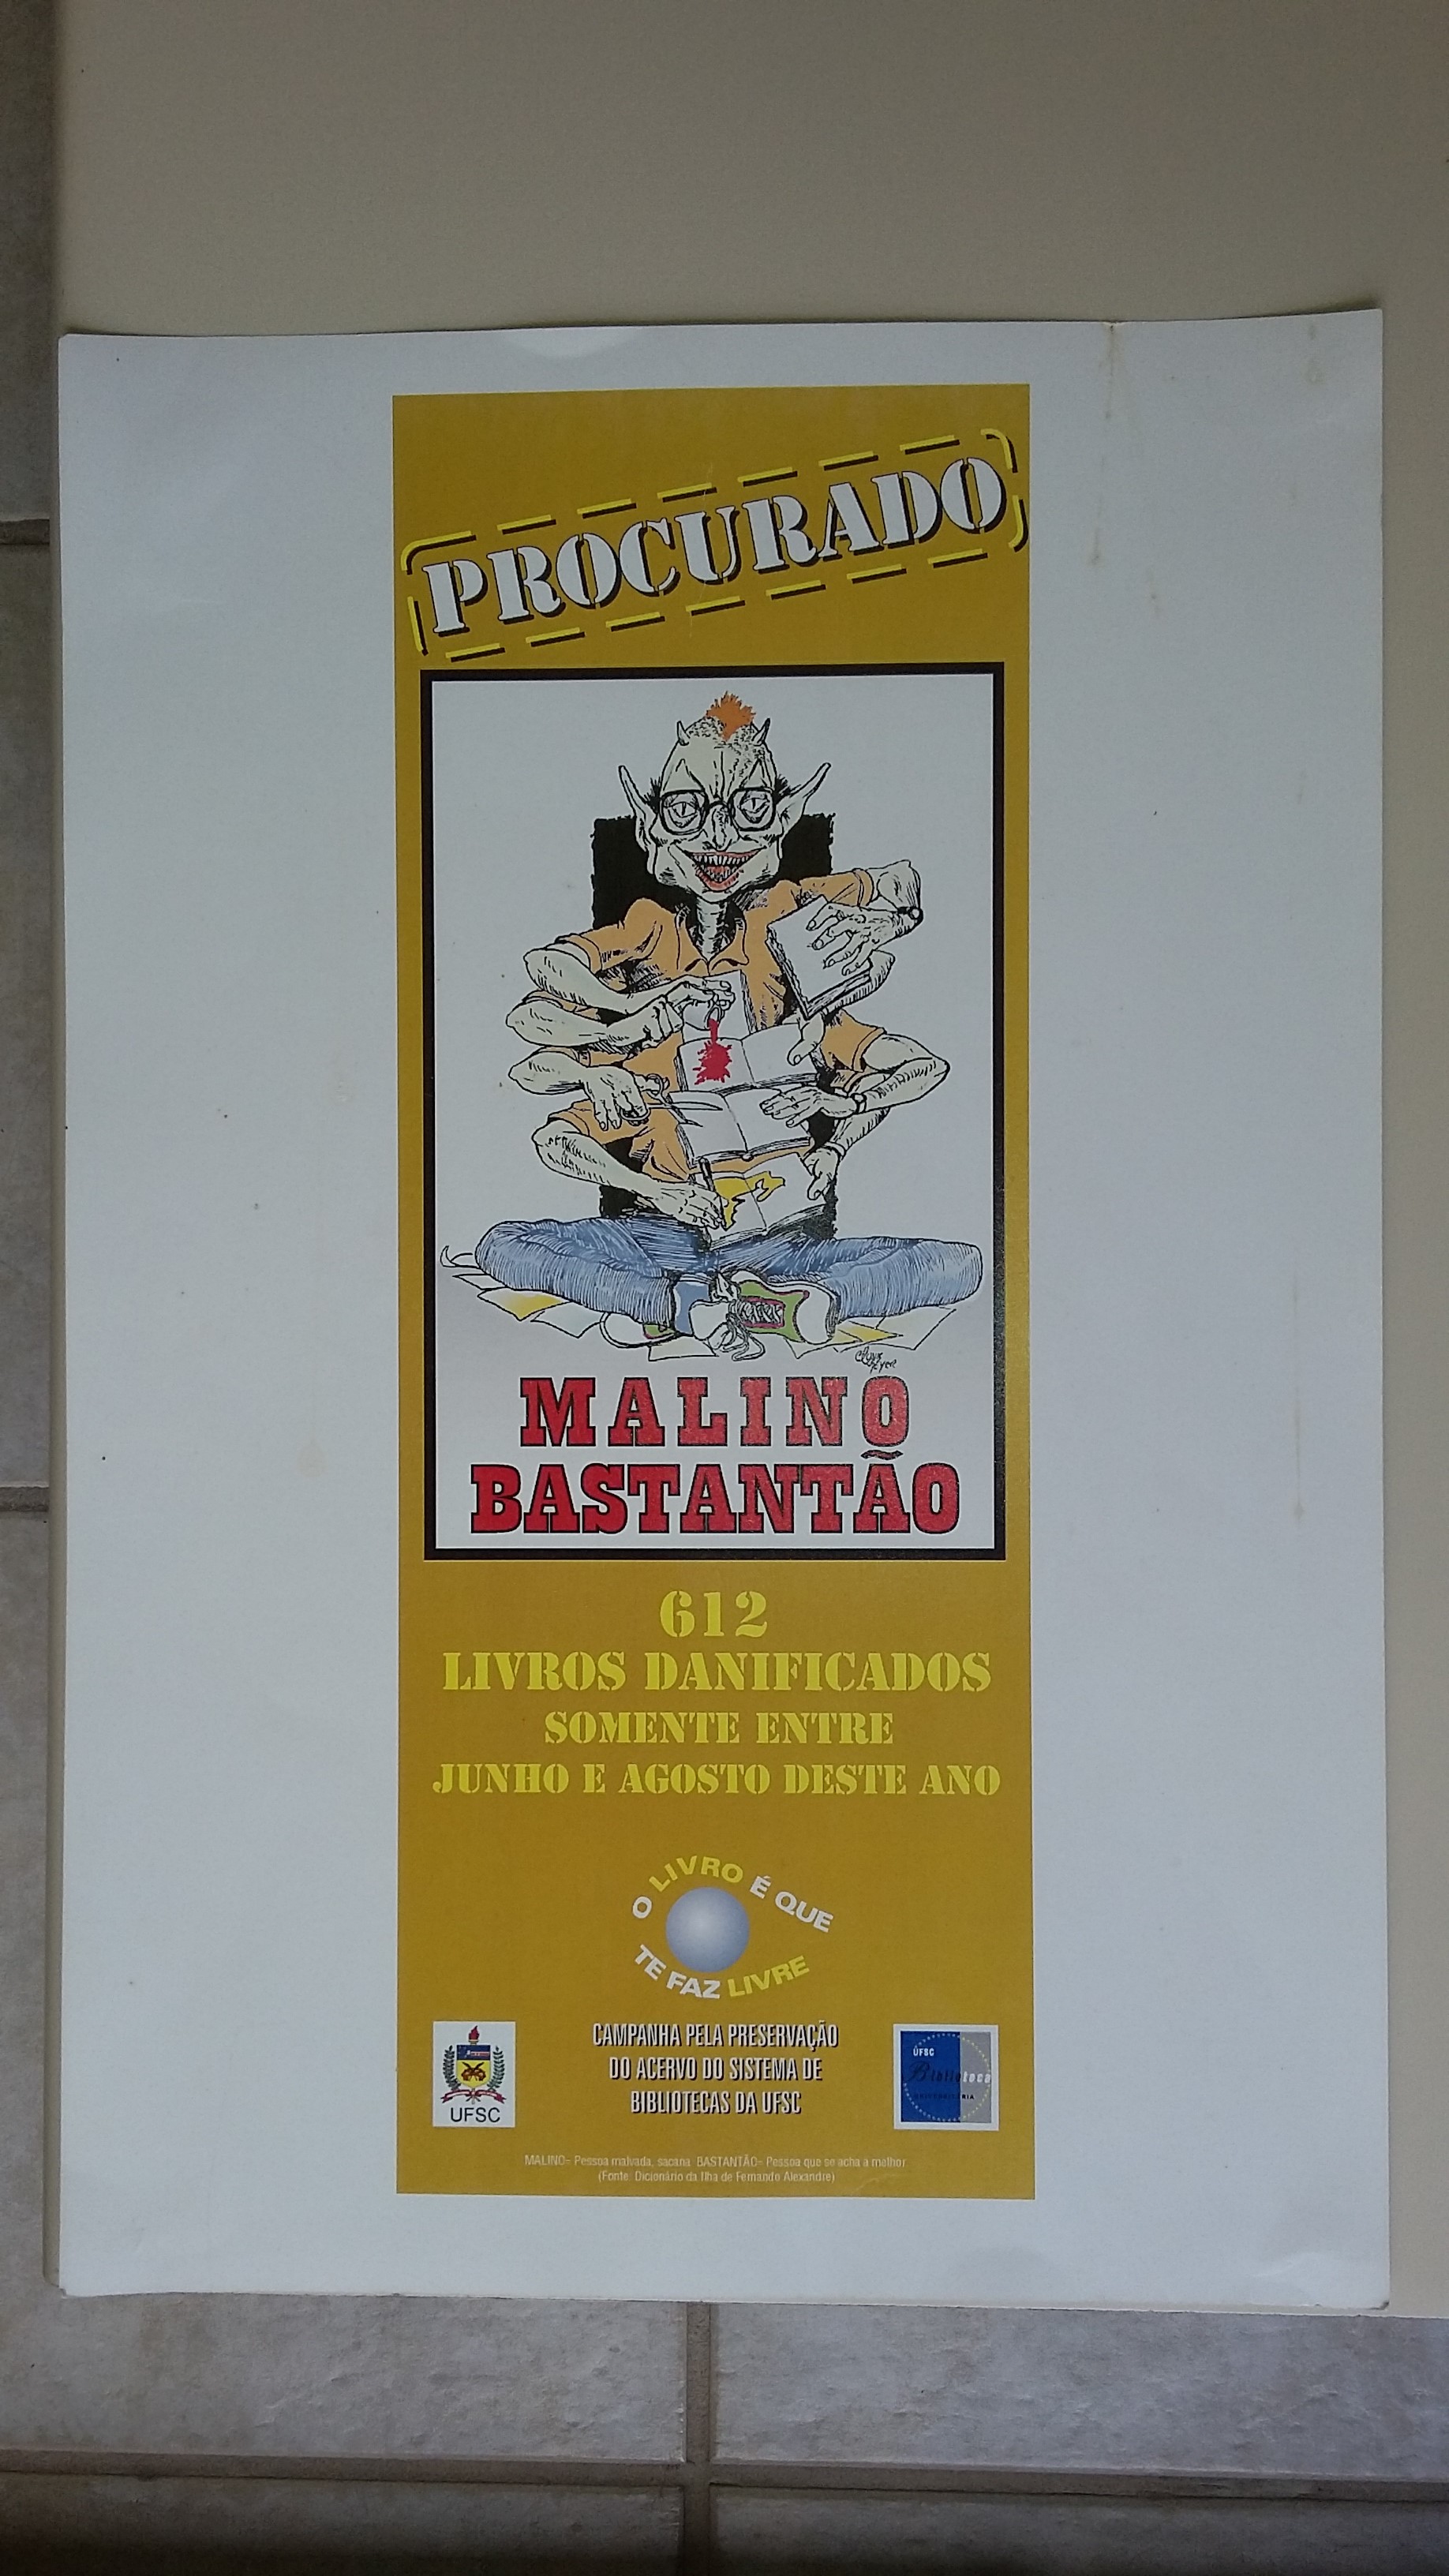 PROCURADO
MALINO
BASTANTÃO
612
LIVROS DANIFICADOS
SOMENTE ENTRE
JUNHO E AGOSTO DESTE ANO
O LIVRO É QUE
TE FAZ LIVRE
CAMPANHA PELA PRESERVAÇÃO
DO ACERVO DO SISTEMA DE
BIBLIOTECAS DA UFSC
UFSC
UFSC
Biblioteca
MALINO- Pessoa malvada, sacana. BASTANTÃO- Pessoa que se acha a melhor
(Fonte: Dicionário da Ilha de Fernando Alexandre)